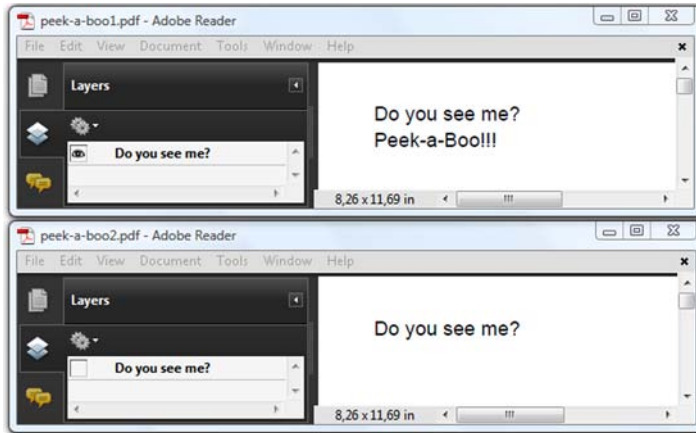 peek-a-boo1.pdf - Adobe Reader
File Edit View Document Tools Window Help
Layers
Do you see me?
Do you see me?
Peek-a-Boo!!!
8,26 x 11,69 in
peek-a-boo2.pdf - Adobe Reader
File Edit View Document Tools Window Help
Layers
Do you see me?
Do you see me?
8,26 x 11,69 in